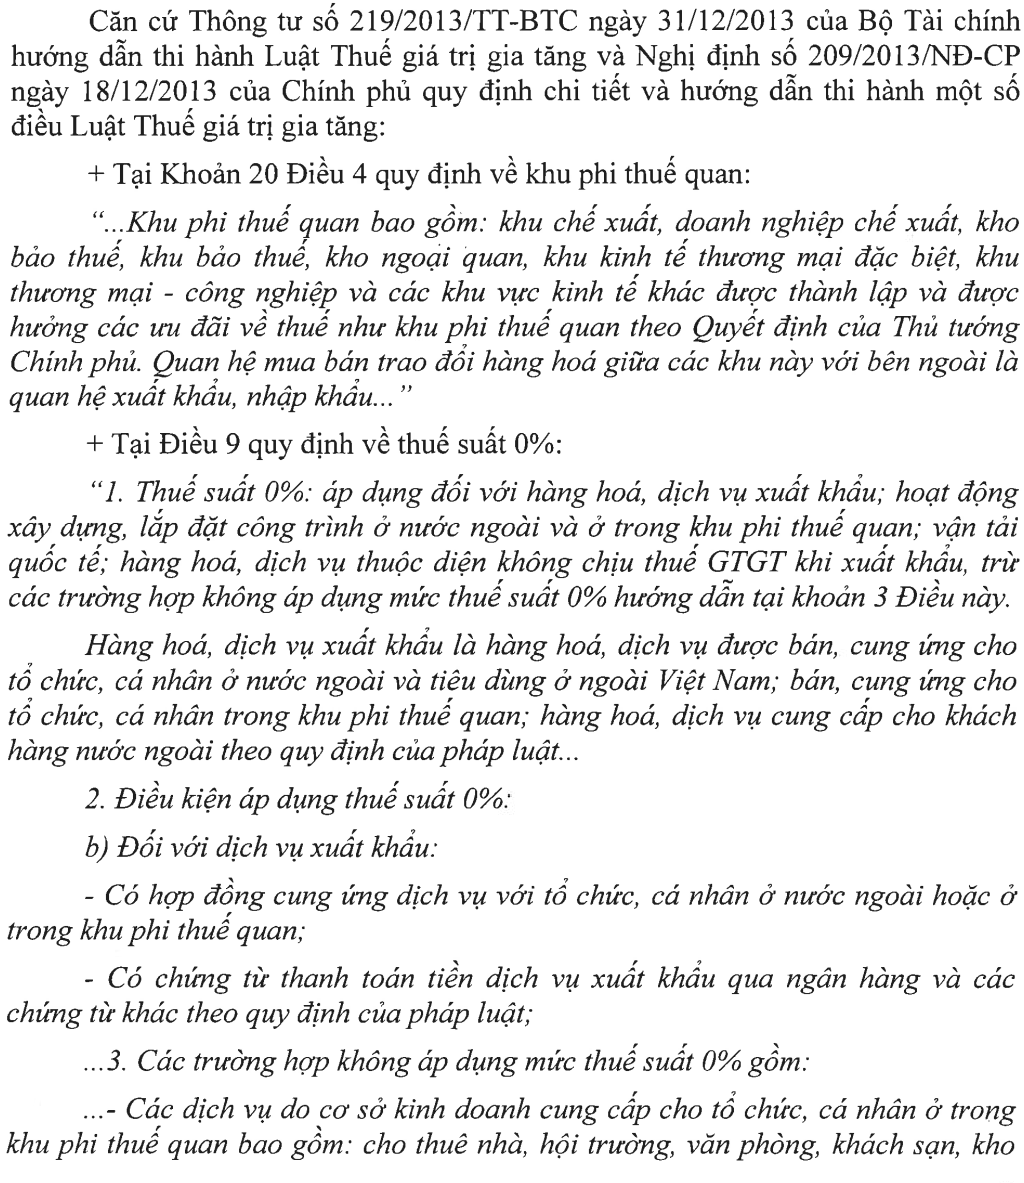 Căn cứ Thông tư số 219/2013/TT-BTC ngày 31/12/2013 của Bộ Tài chính
hướng dẫn thi hành Luật Thuế giá trị gia tăng và Nghị định số 209/2013/NĐ-CP
ngày 18/12/2013 của Chính phủ quy định chi tiết và hướng dẫn thi hành một số
điều Luật Thuế giá trị gia tăng:
+ Tại Khoản 20 Điều 4 quy định về khu phi thuế quan:
“...Khu phi thuế quan bao gồm: khu chế xuất, doanh nghiệp chế xuất, kho
bảo thuế, khu bảo thuế, kho ngoại quan, khu kinh tế thương mại đặc biệt, khu
thương mại - công nghiệp và các khu vực kinh tế khác được thành lập và được
hưởng các ưu đãi về thuế như khu phi thuế quan theo Quyết định của Thủ tướng
Chính phủ. Quan hệ mua bán trao đổi hàng hoá giữa các khu này với bên ngoài là
quan hệ xuất khẩu, nhập khẩu...”
+ Tại Điều 9 quy định về thuế suất 0%:
“1. Thuế suất 0%: áp dụng đối với hàng hoá, dịch vụ xuất khẩu; hoạt động
xây dựng, lắp đặt công trình ở nước ngoài và ở trong khu phi thuế quan; vận tải
quốc tế; hàng hoá, dịch vụ thuộc diện không chịu thuế GTGT khi xuất khẩu, trừ
các trường hợp không áp dụng mức thuế suất 0% hướng dẫn tại khoản 3 Điều này.
Hàng hoá, dịch vụ xuất khẩu là hàng hoá, dịch vụ được bán, cung ứng cho
tổ chức, cá nhân ở nước ngoài và tiêu dùng ở ngoài Việt Nam; bán, cung ứng cho
tổ chức, cá nhân trong khu phi thuế quan; hàng hoá, dịch vụ cung cấp cho khách
hàng nước ngoài theo quy định của pháp luật...
2. Điều kiện áp dụng thuế suất 0%:
b) Đối với dịch vụ xuất khẩu:
- Có hợp đồng cung ứng dịch vụ với tổ chức, cá nhân ở nước ngoài hoặc ở
trong khu phi thuế quan;
- Có chứng từ thanh toán tiền dịch vụ xuất khẩu qua ngân hàng và các
chứng từ khác theo quy định của pháp luật;
...3. Các trường hợp không áp dụng mức thuế suất 0% gồm:
...- Các dịch vụ do cơ sở kinh doanh cung cấp cho tổ chức, cá nhân ở trong
khu phi thuế quan bao gồm: cho thuê nhà, hội trường, văn phòng, khách sạn, kho